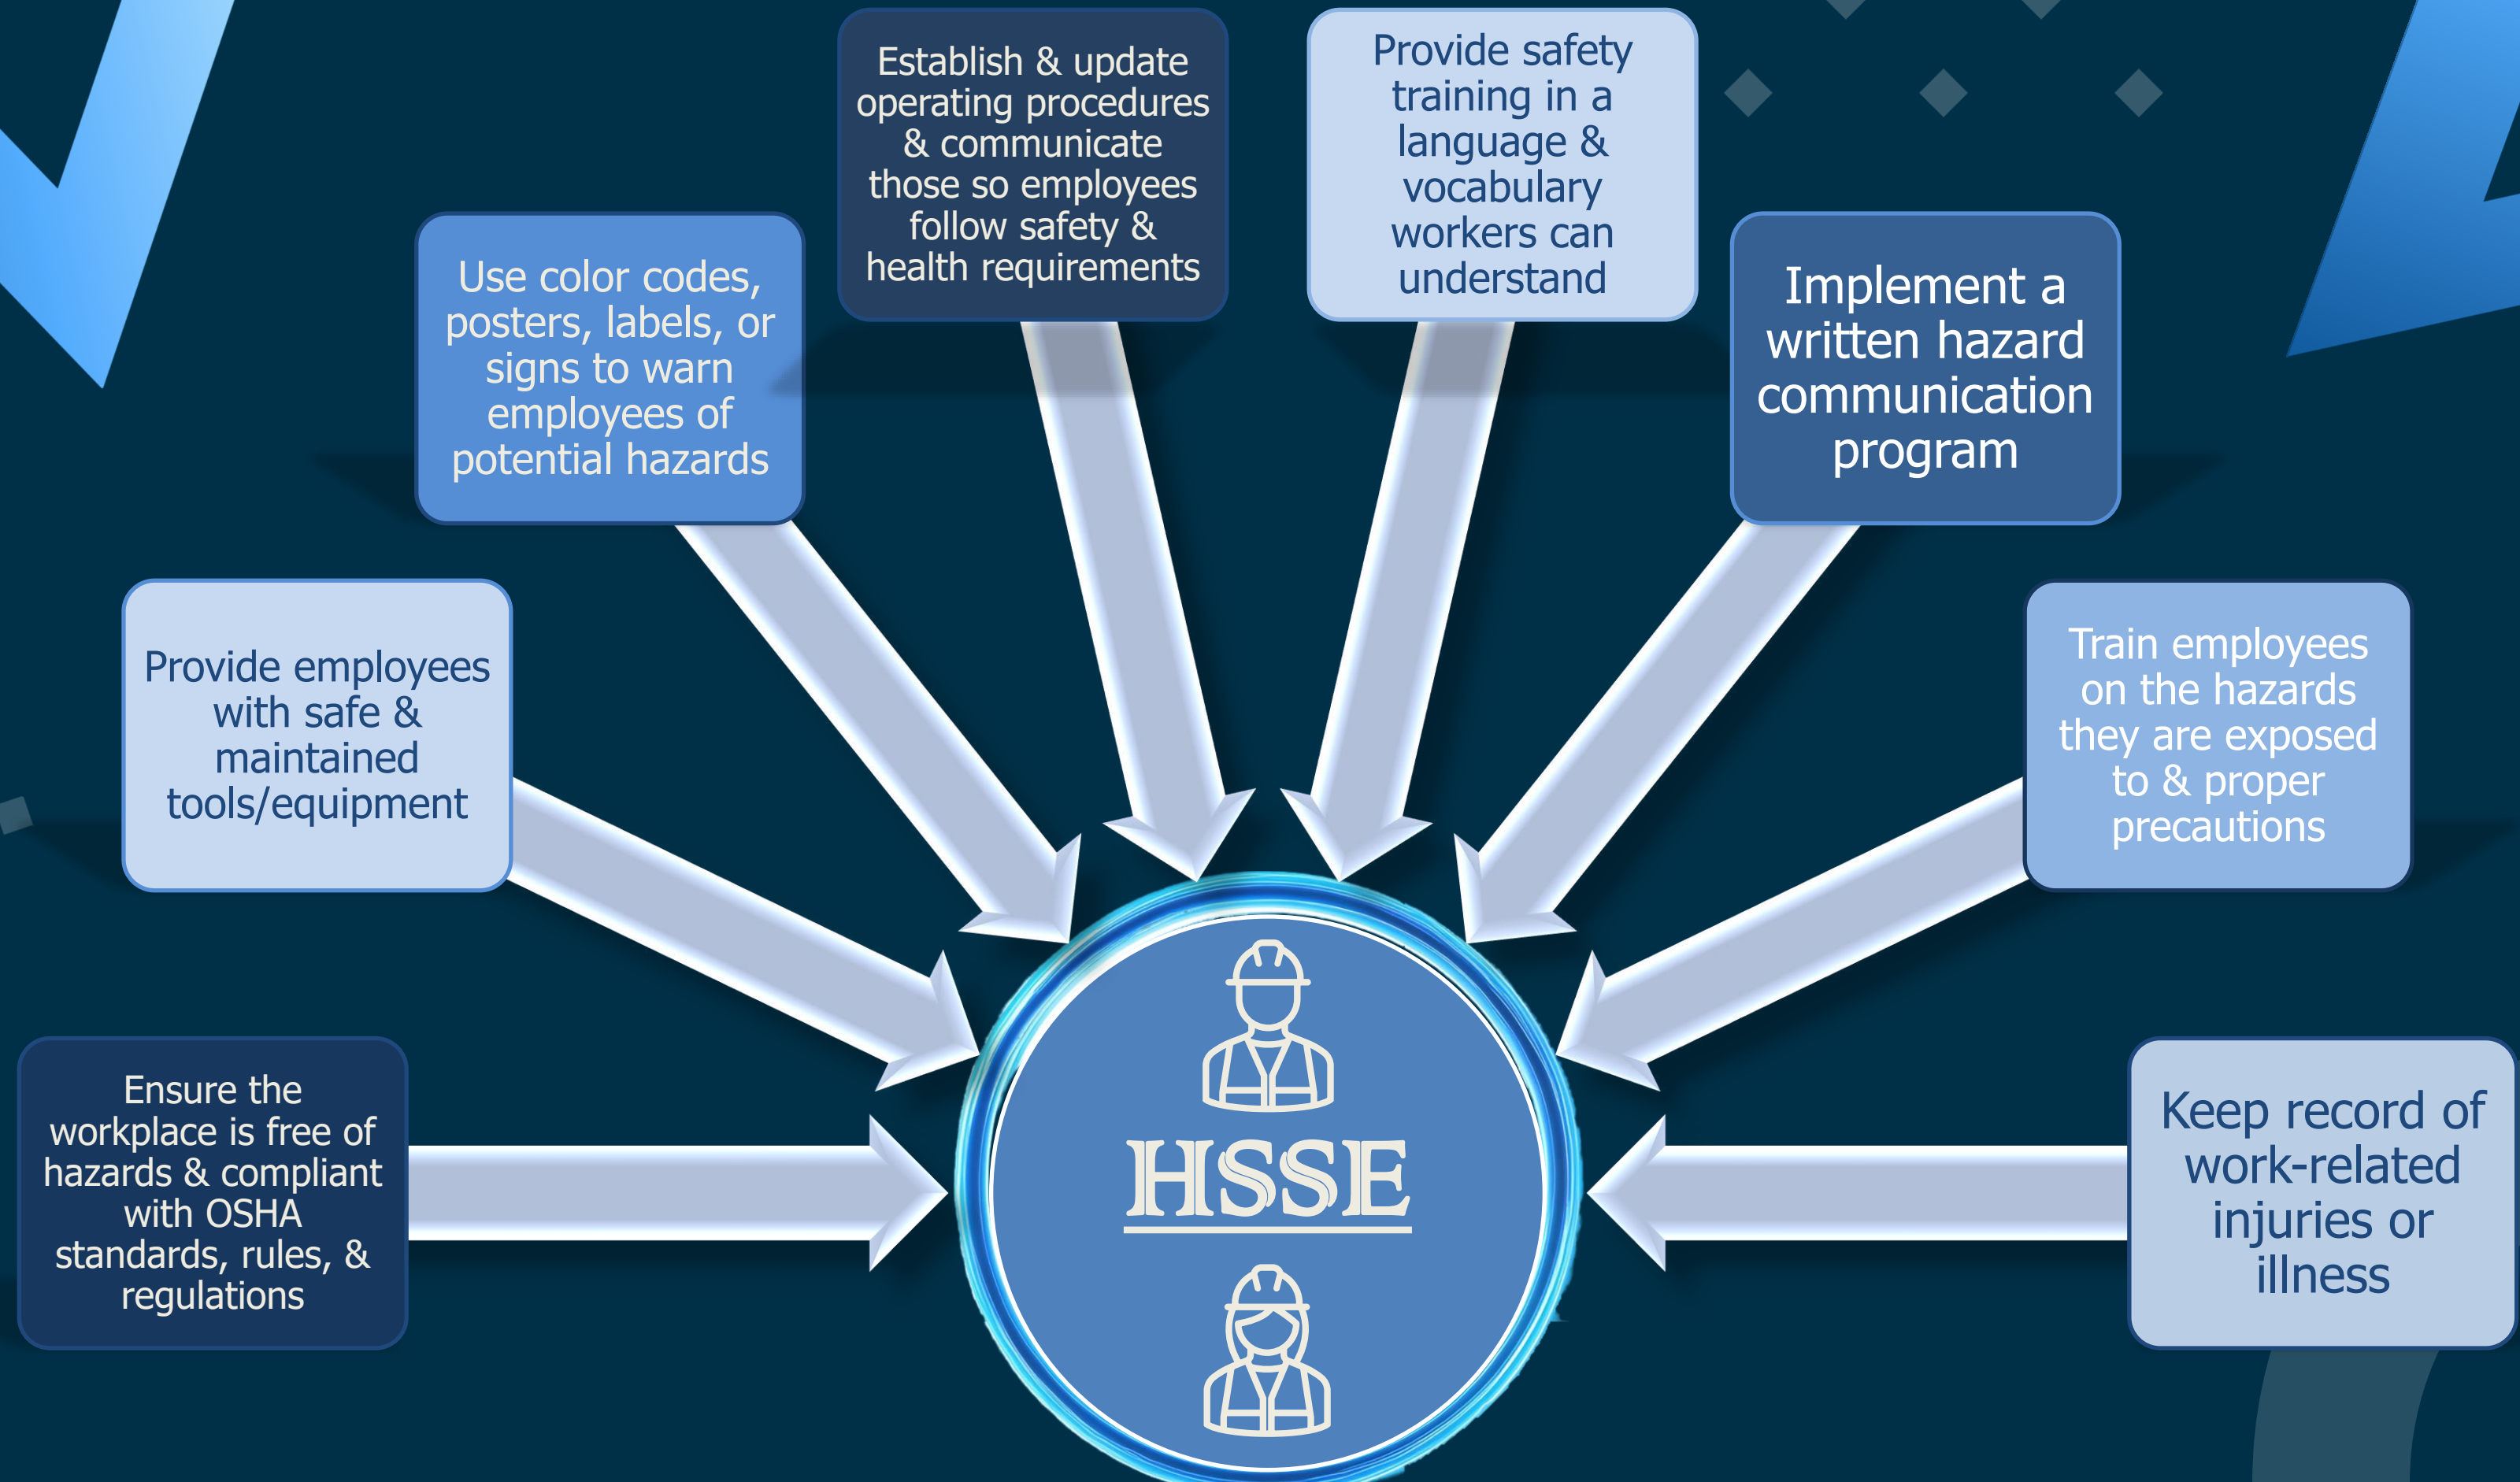 Establish & update
operating procedures
& communicate
those so employees
follow safety &
health requirements
Provide safety
training in a
language &
vocabulary
workers can
understand
Use color codes,
posters, labels, or
signs to warn
employees of
potential hazards
Implement a
written hazard
communication
program
Provide employees
with safe &
maintained
tools/equipment
Train employees
on the hazards
they are exposed
to & proper
precautions
Ensure the
workplace is free of
hazards & compliant
with OSHA
standards, rules, &
regulations
HSSE
Keep record of
work-related
injuries or
illness